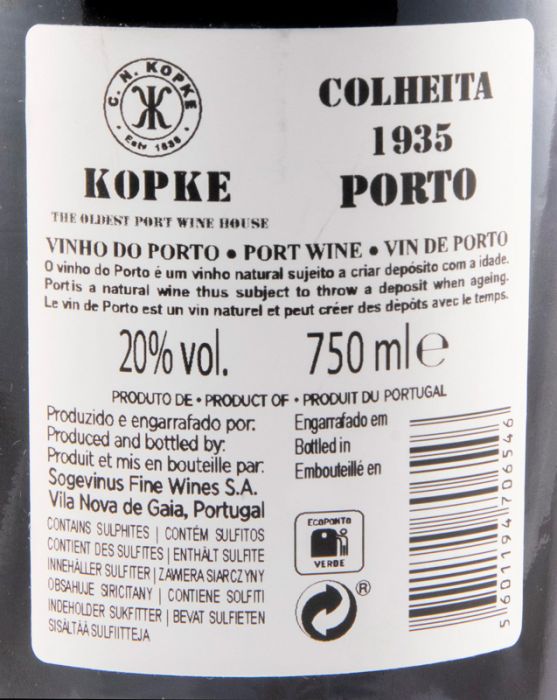 C. N. KOPKE
Estv 1638
KOPKE
THE OLDEST PORT WINE HOUSE
COLHEITA
1935
PORTO
VINHO DO PORTO • PORT WINE • VIN DE PORTO
O vinho do Porto é um vinho natural sujeito a criar depósito com a idade.
Port is a natural wine thus subject to throw a deposit when ageing.
Le vin de Porto est un vin naturel et peut créer des dépôts avec le temps.
20% vol. 750 ml e
PRODUTO DE • PRODUCT OF • PRODUIT DU PORTUGAL
Produzido e engarrafado por:
Produced and bottled by:
Produit et mis en bouteille par:
Sogevinus Fine Wines S.A.
Vila Nova de Gaia, Portugal
Engarrafado em
Bottled in
Embouteillé en
CONTAINS SULPHITES | CONTÉM SULFITOS
CONTIENT DES SULFITES | ENTHÄLT SULFITE
INNEHÅLLER SULFITER | ZAWIERA SIARCZYNY
OBSAHUJE SIRICITANY | CONTIENE SOLFITI
INDEHOLDER SUKFITTER | BEVAT SULFIETEN
SISÄLTÄÄ SULFIITTEJA
ECOPONTO
VERDE
®
5601194706546